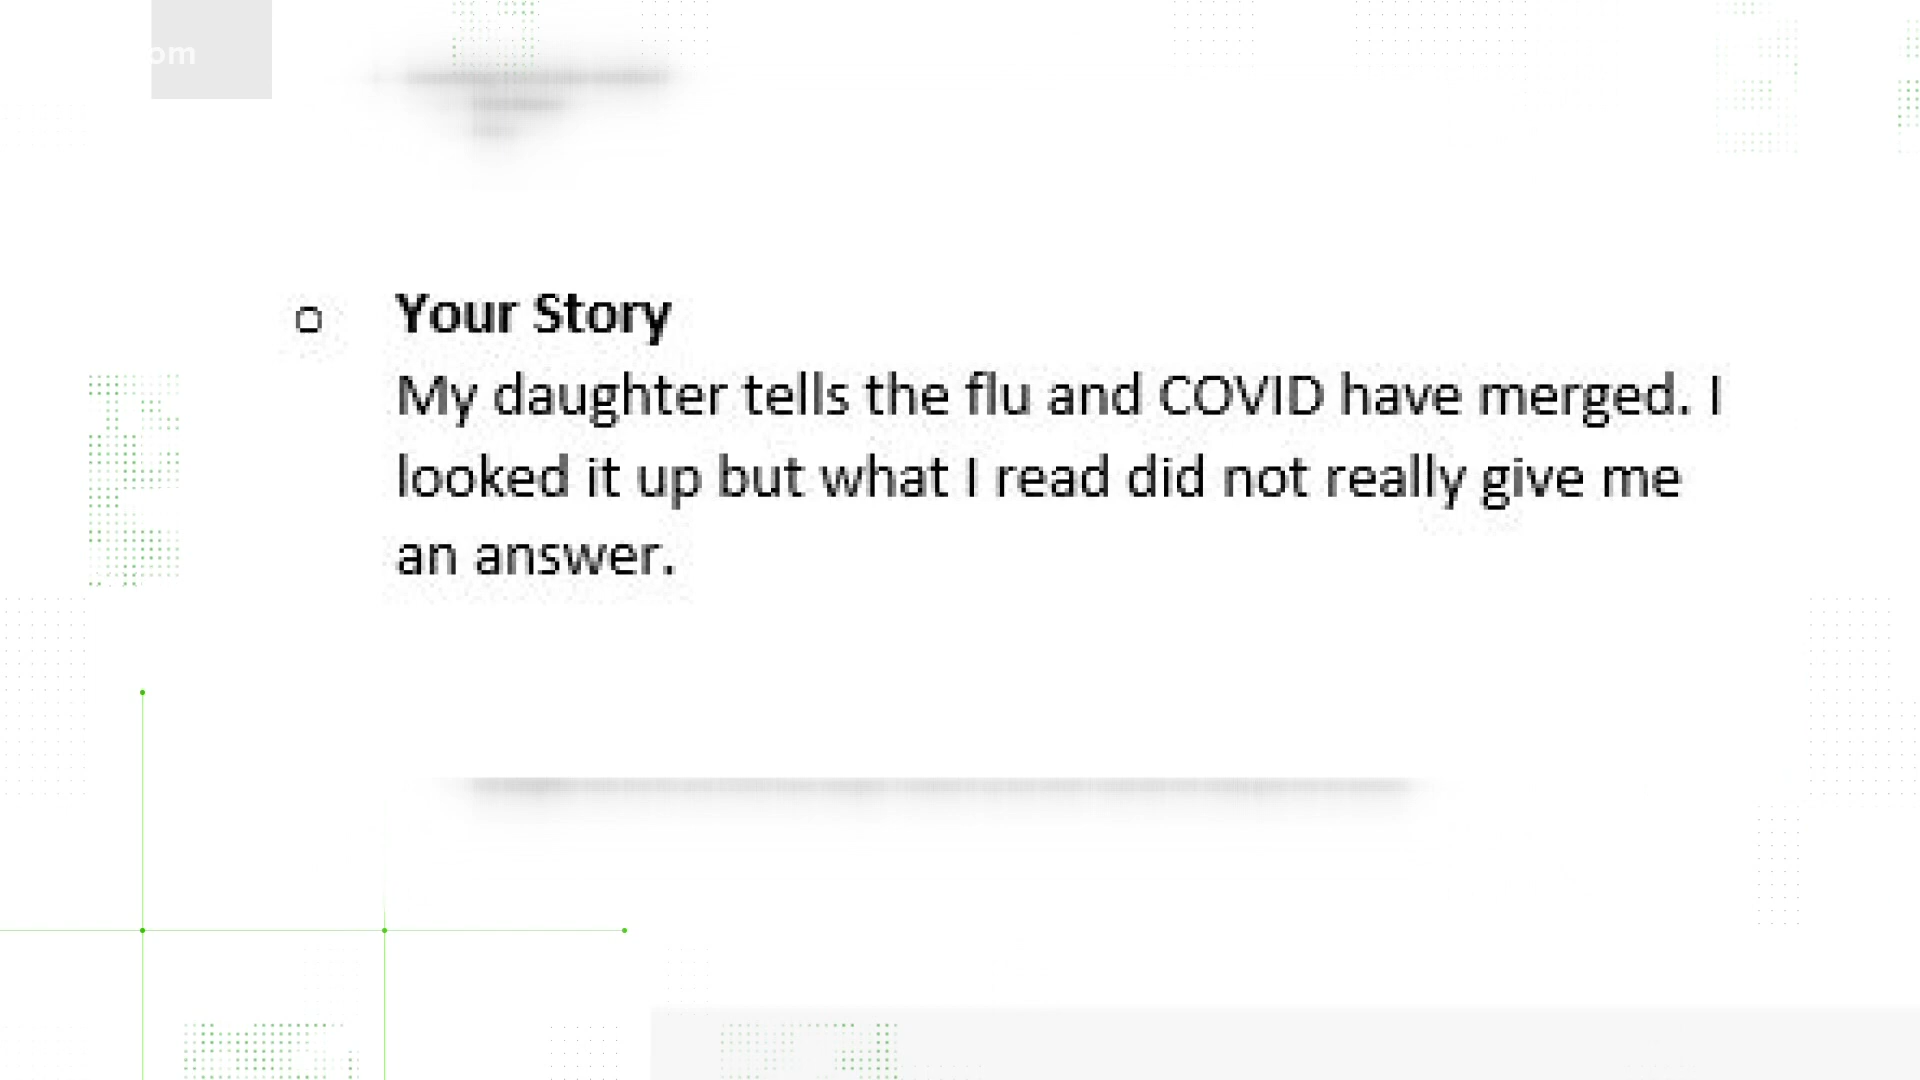 om
Your Story
My daughter tells the flu and COVID have merged. I
looked it up but what I read did not really give me
an answer.